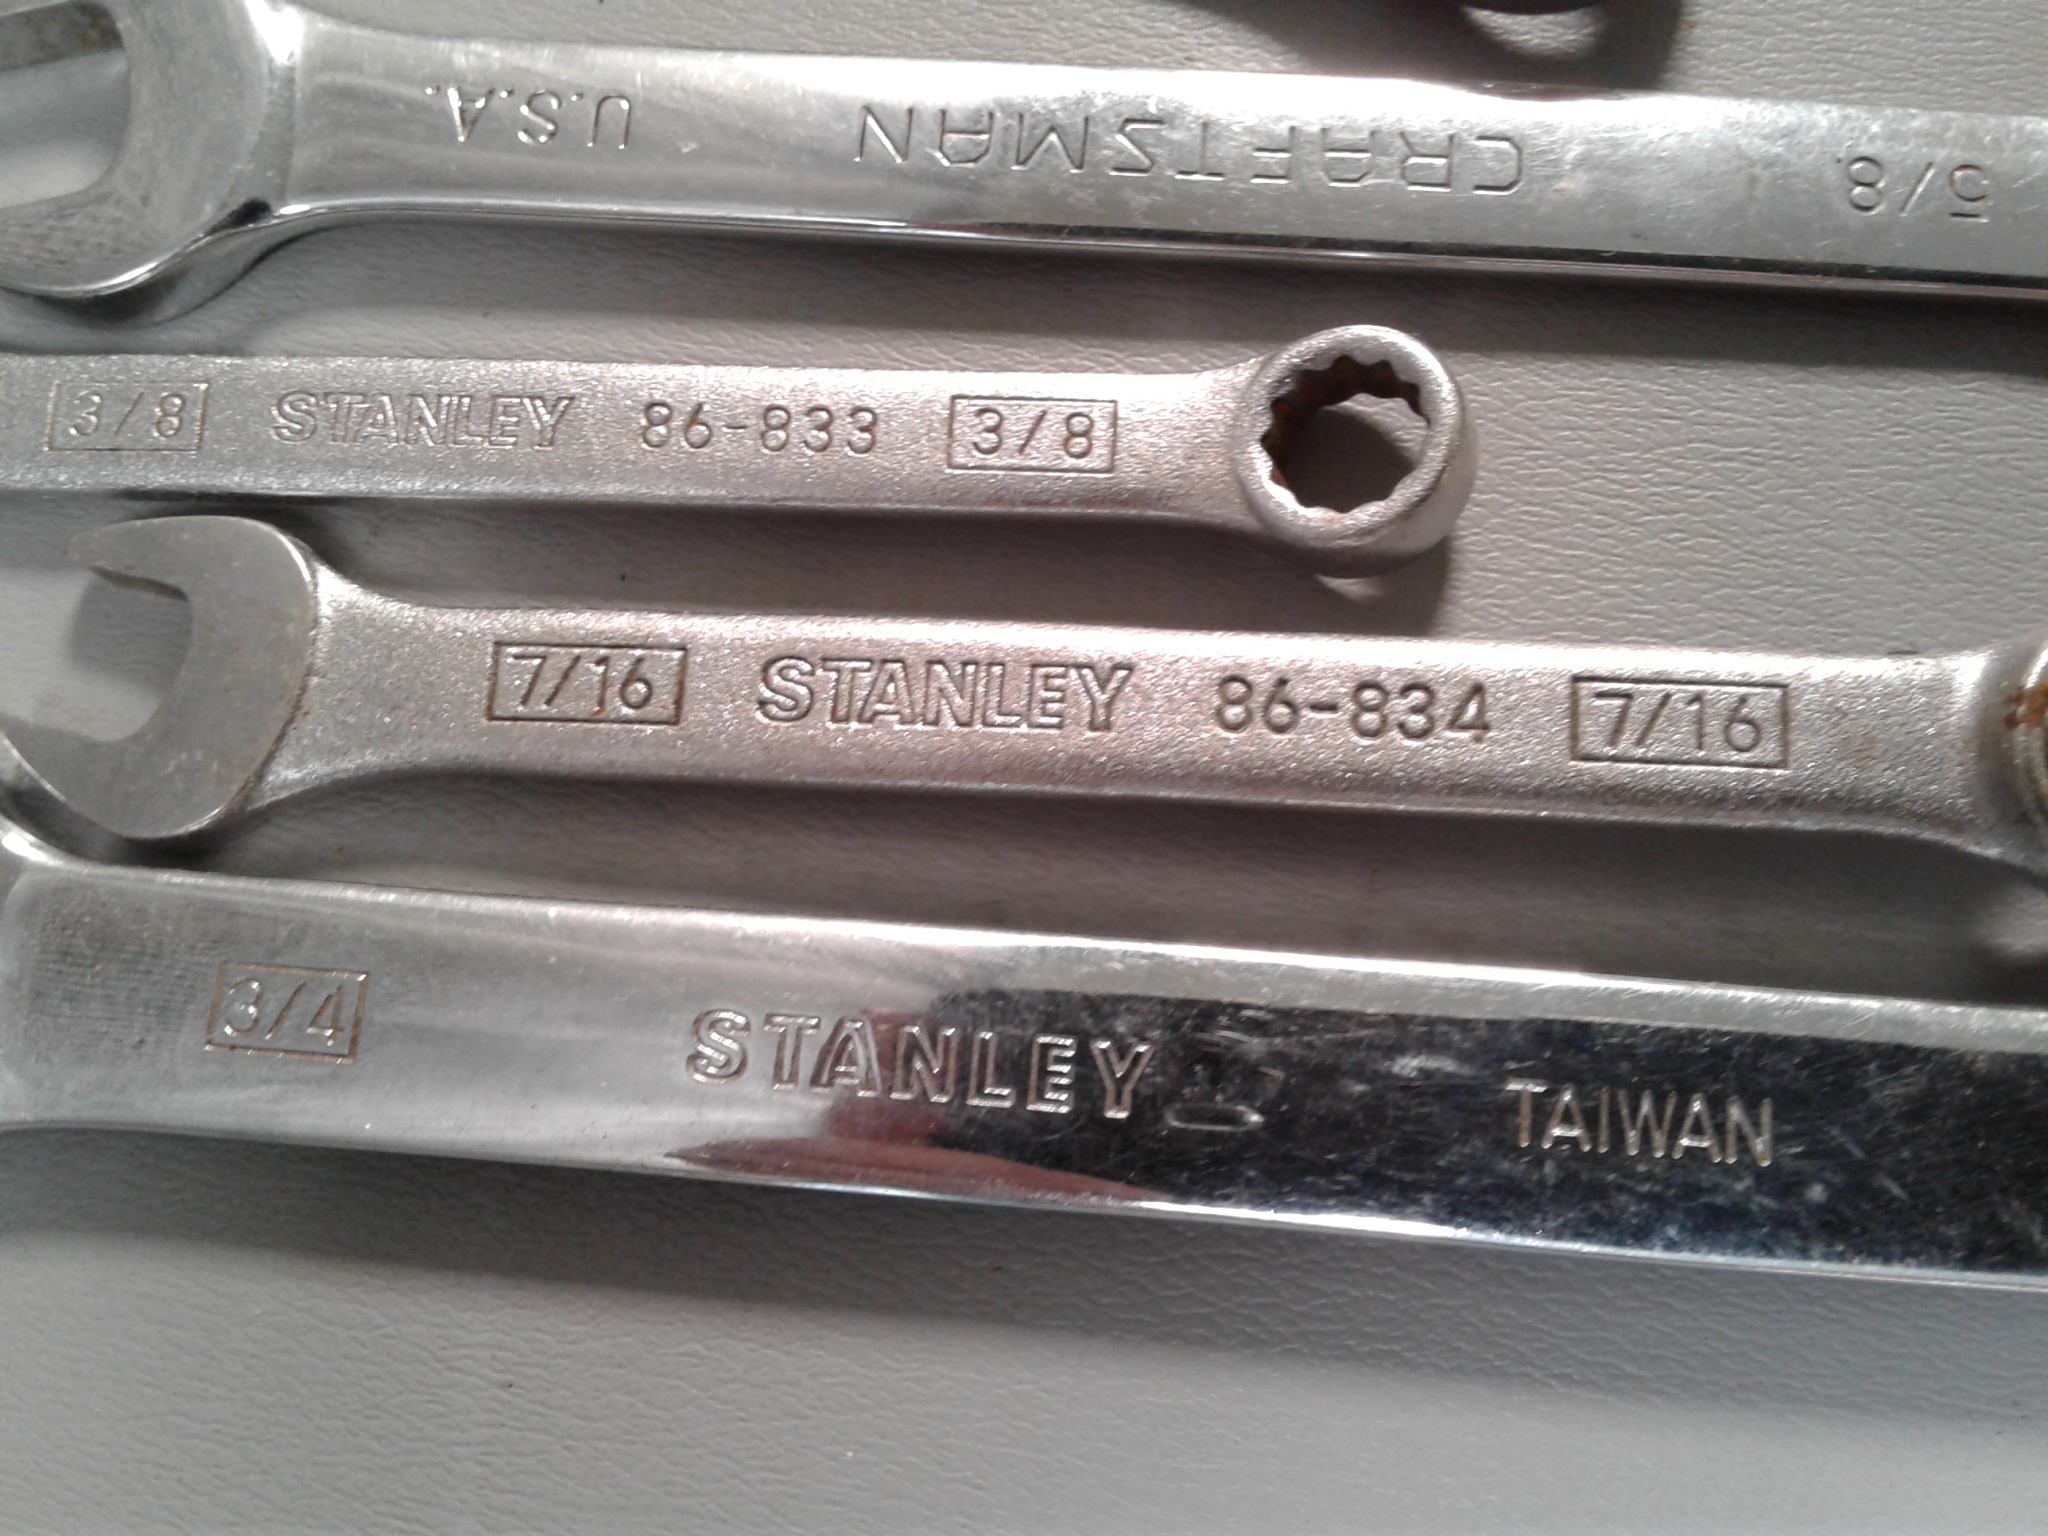 5/8 CRAFTSMAN U.S.A.
3/8 STANLEY 86-833 3/8
7/16 STANLEY 86-834 7/16
3/4 STANLEY TAIWAN